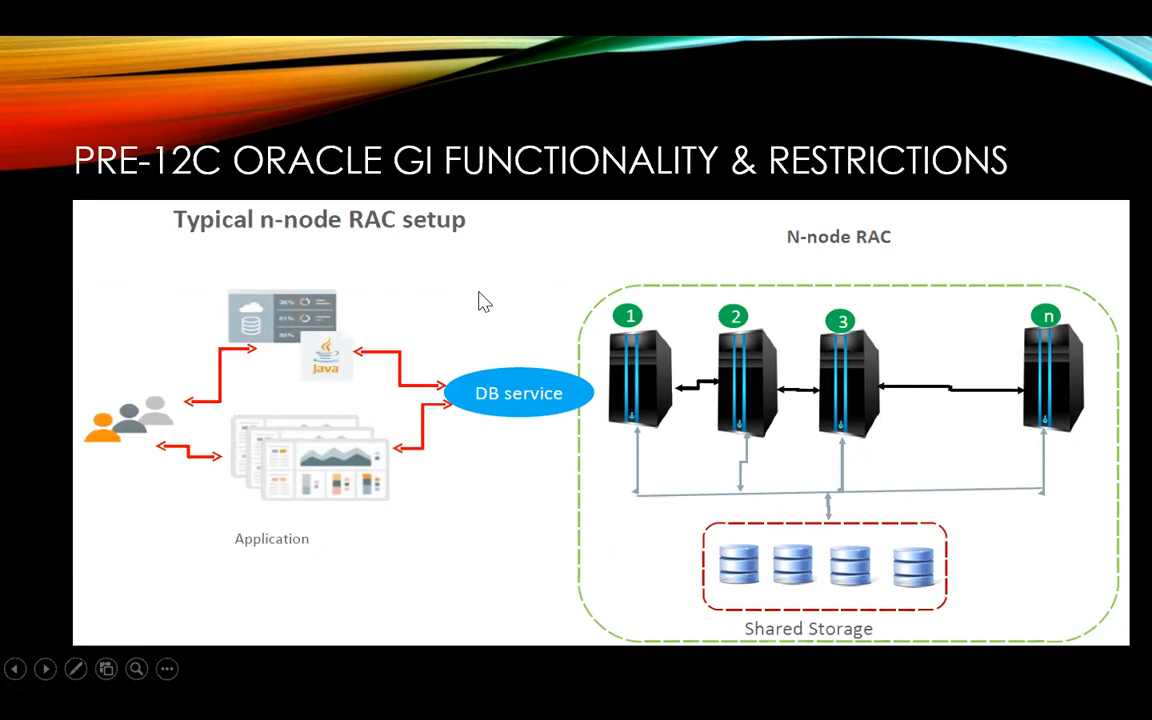 PRE-12C ORACLE GI FUNCTIONALITY & RESTRICTIONS
Typical n-node RAC setup
N-node RAC
1
2
3
n
Java
DB service
Application
Shared Storage